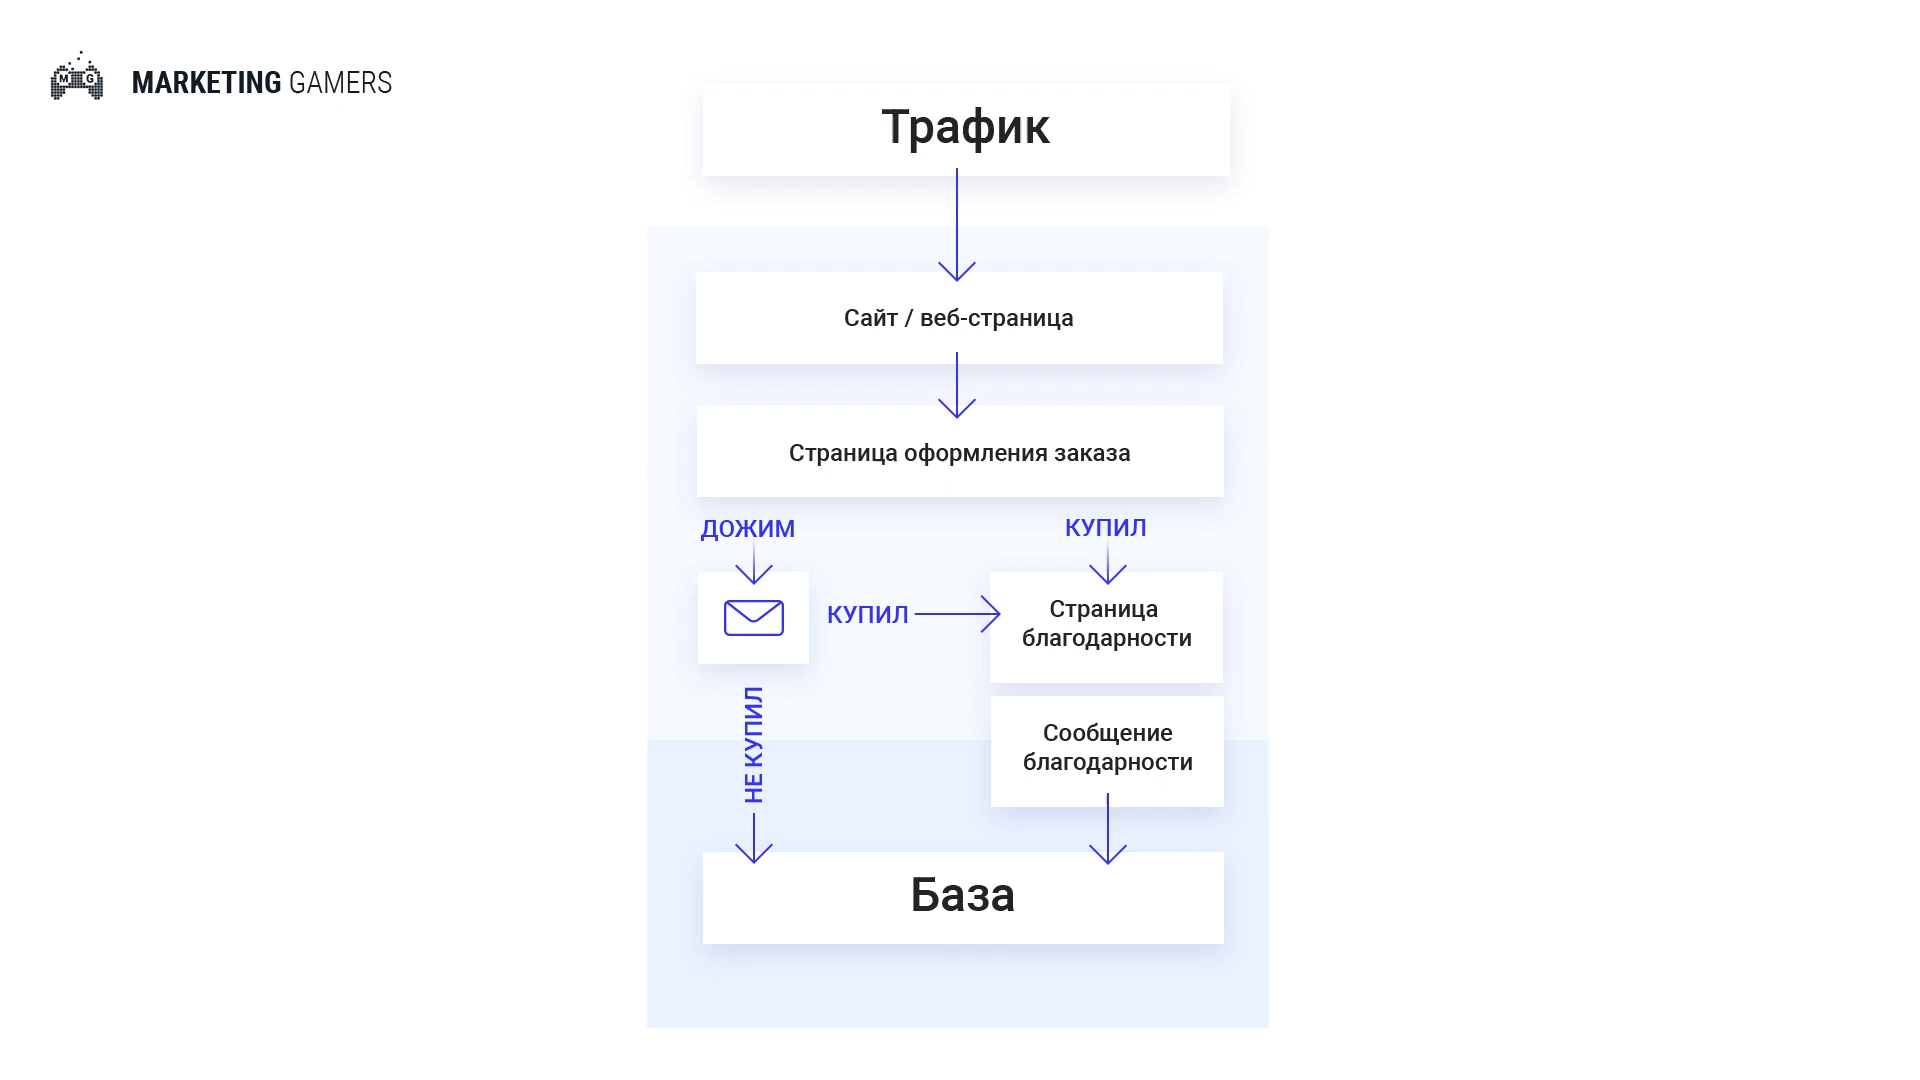 M G
MARKETING GAMERS
Трафик
Сайт / веб-страница
Страница оформления заказа
ДОЖИМ
КУПИЛ
КУПИЛ
Страница
благодарности
НЕ КУПИЛ
Сообщение
благодарности
База